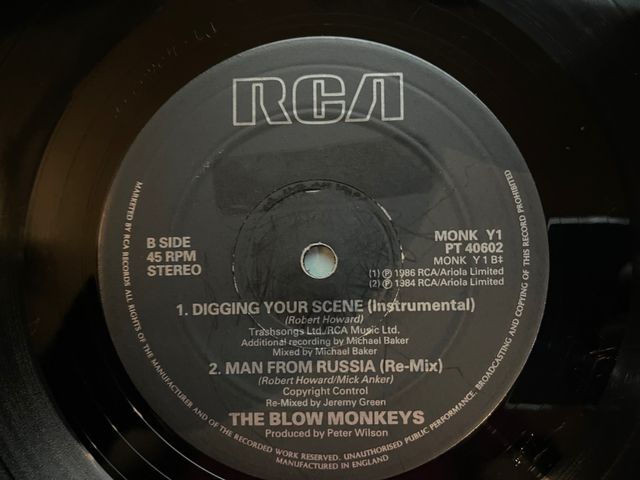 RCA
B SIDE
45 RPM
STEREO
MONK Y1
PT 40602
MONK Y 1 B‡
(1) ℗ 1986 RCA/Ariola Limited
(2) ℗ 1984 RCA/Ariola Limited
1. DIGGING YOUR SCENE (Instrumental)
(Robert Howard)
Trashsongs Ltd./RCA Music Ltd.
Additional recording by Michael Baker
Mixed by Michael Baker
2. MAN FROM RUSSIA (Re-Mix)
(Robert Howard/Mick Anker)
Copyright Control
Re-Mixed by Jeremy Green
THE BLOW MONKEYS
Produced by Peter Wilson
MARKETED BY RCA RECORDS ALL RIGHTS OF THE MANUFACTURER AND OF THE OWNER OF THE RECORDED WORK RESERVED. UNAUTHORISED PUBLIC PERFORMANCE, BROADCASTING AND COPYING OF THIS RECORD PROHIBITED
MANUFACTURED IN ENGLAND